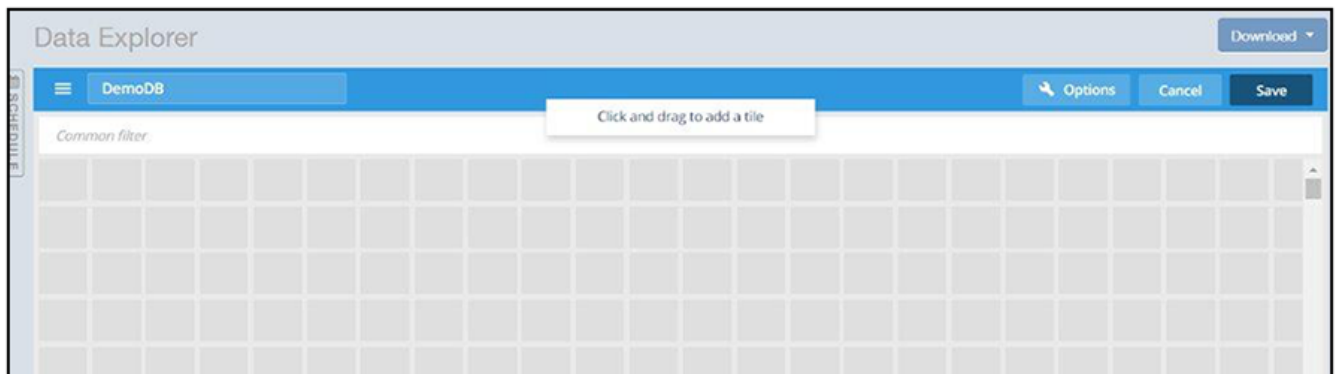 Data Explorer
Download
SCHEDULE
DemoDB
Options
Cancel
Save
Click and drag to add a tile
Common filter